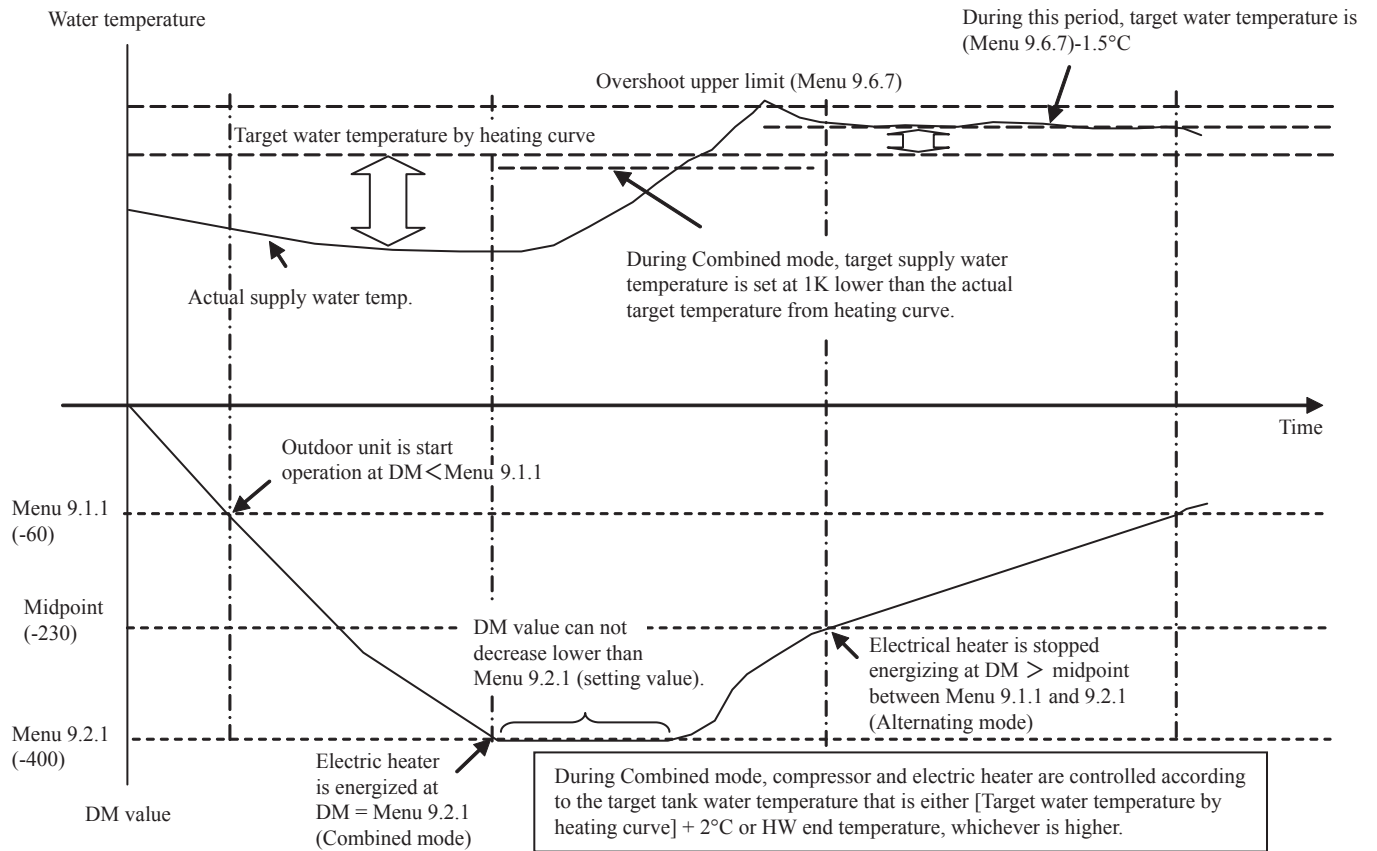 Water temperature
During this period, target water temperature is
(Menu 9.6.7)-1.5°C
Overshoot upper limit (Menu 9.6.7)
Target water temperature by heating curve
During Combined mode, target supply water
temperature is set at 1K lower than the actual
target temperature from heating curve.
Actual supply water temp.
Time
Outdoor unit is start
operation at DM＜Menu 9.1.1
Menu 9.1.1
(-60)
Midpoint
(-230)
DM value can not
decrease lower than
Menu 9.2.1 (setting value).
Electrical heater is stopped
energizing at DM ＞ midpoint
between Menu 9.1.1 and 9.2.1
(Alternating mode)
Menu 9.2.1
(-400)
Electric heater
is energized at
DM = Menu 9.2.1
(Combined mode)
During Combined mode, compressor and electric heater are controlled according
to the target tank water temperature that is either [Target water temperature by
heating curve] + 2°C or HW end temperature, whichever is higher.
DM value